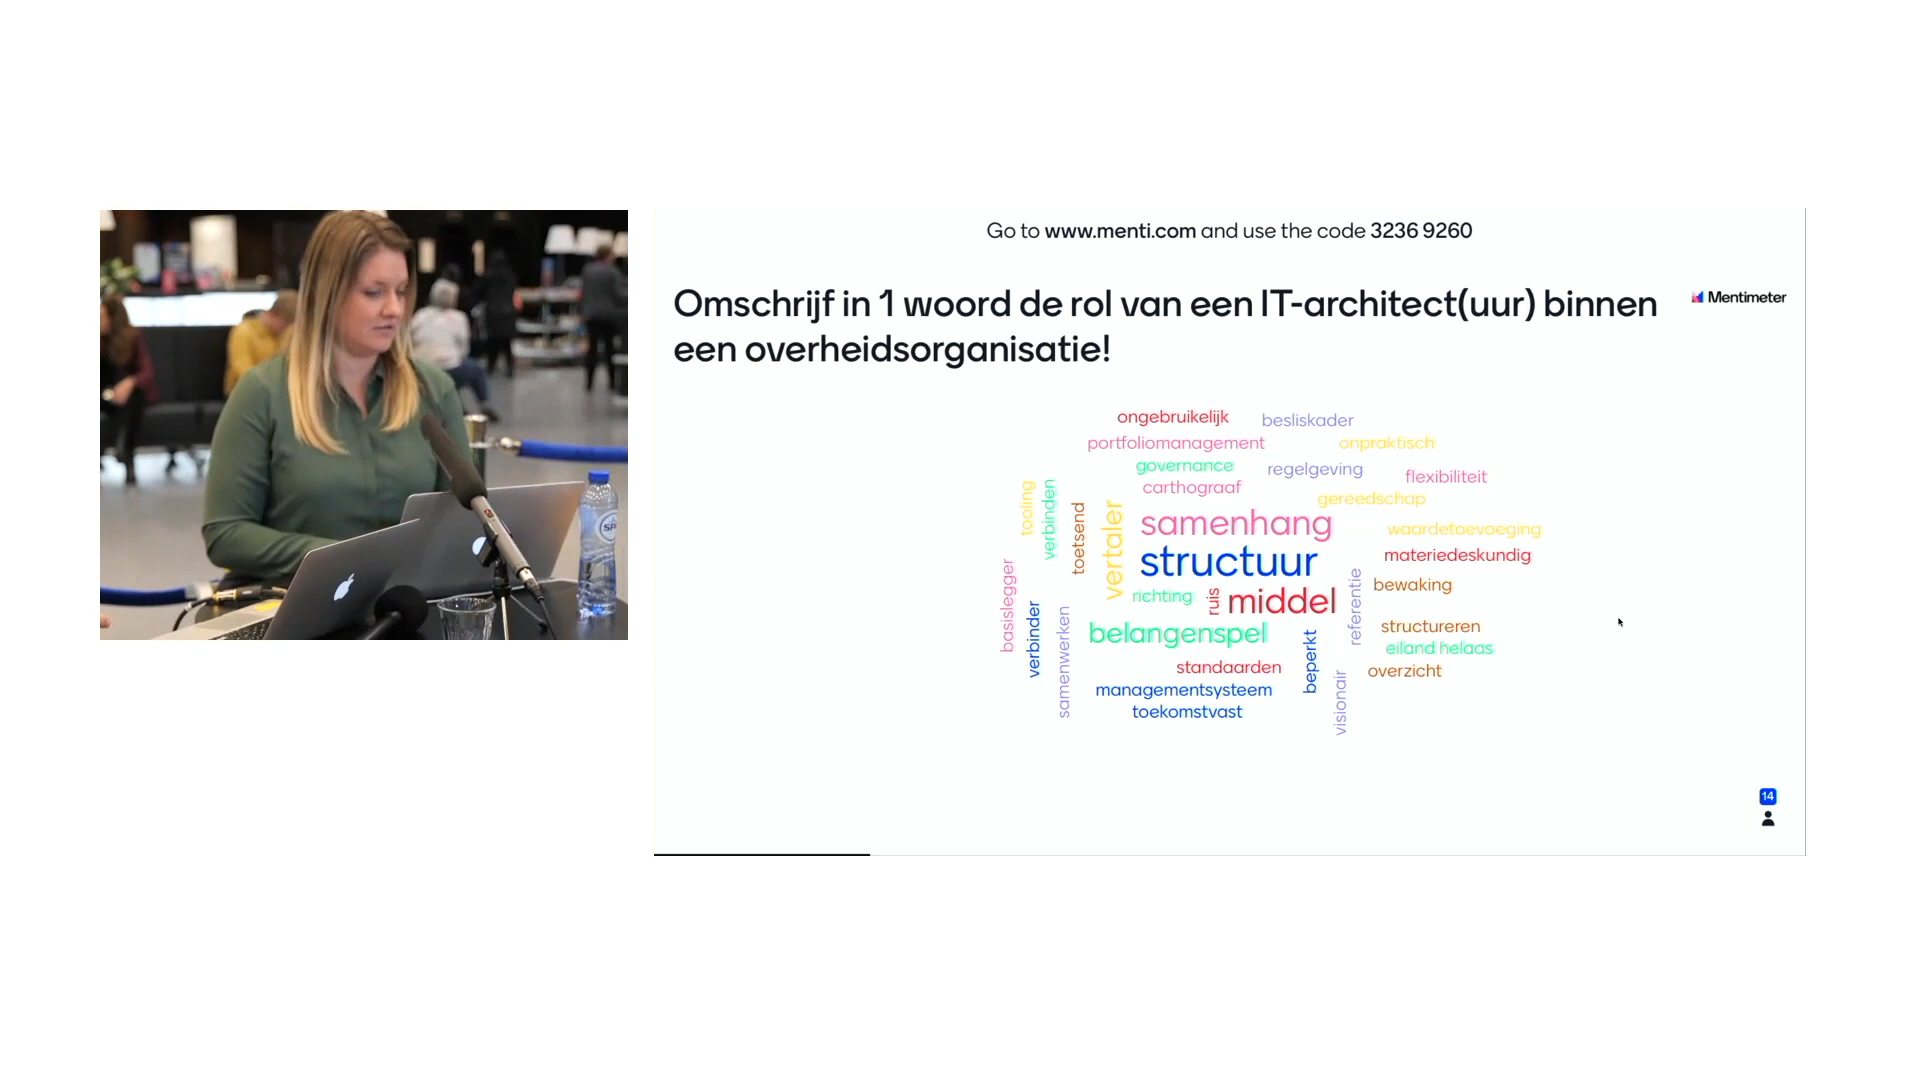 Go to www.menti.com and use the code 3236 9260
Omschrijf in 1 woord de rol van een IT-architect(uur) binnen
een overheidsorganisatie!
Mentimeter
ongebruikelijk
besliskader
portfoliomanagement
onpraktisch
governance
regelgeving
flexibiliteit
carthograaf
gereedschap
tooling
verbinden
toetsend
vertaler
samenhang
waardetoevoeging
structuur
materiedeskundig
basislegger
richting
ruis
middel
referentie
bewaking
verbinder
samenwerken
belangenspel
beperkt
structureren
eiland helaas
standaarden
overzicht
managementsysteem
visionair
toekomstvast
14